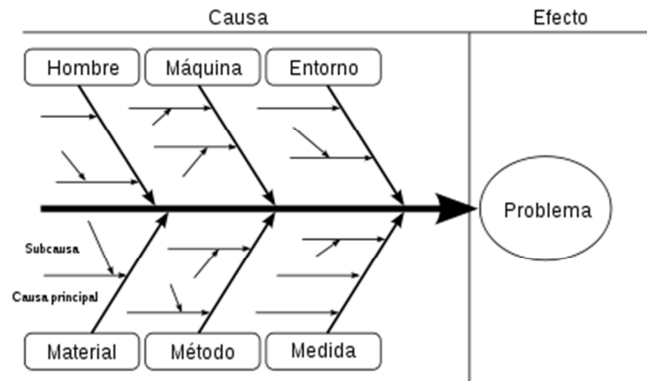 Causa
Efecto
Hombre
Máquina
Entorno
Problema
Subcausa
Causa principal
Material
Método
Medida